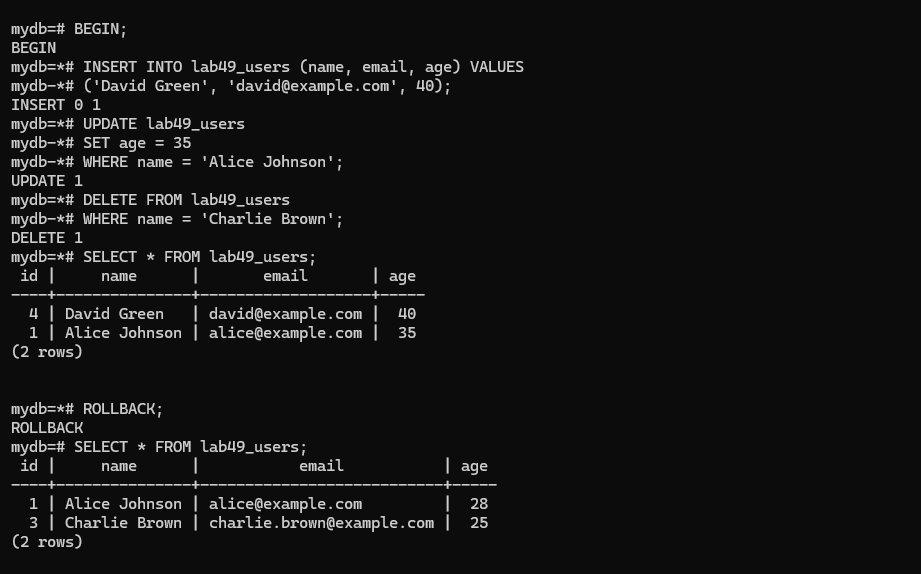 mydb=# BEGIN;
BEGIN
mydb=*# INSERT INTO lab49_users (name, email, age) VALUES
mydb-*# ('David Green', 'david@example.com', 40);
INSERT 0 1
mydb=*# UPDATE lab49_users
mydb-*# SET age = 35
mydb-*# WHERE name = 'Alice Johnson';
UPDATE 1
mydb=*# DELETE FROM lab49_users
mydb-*# WHERE name = 'Charlie Brown';
DELETE 1
mydb=*# SELECT * FROM lab49_users;
 id |     name      |       email       | age
----+---------------+-------------------+-----
  4 | David Green   | david@example.com |  40
  1 | Alice Johnson | alice@example.com |  35
(2 rows)
mydb=*# ROLLBACK;
ROLLBACK
mydb=# SELECT * FROM lab49_users;
 id |     name      |           email           | age
----+---------------+---------------------------+-----
  1 | Alice Johnson | alice@example.com         |  28
  3 | Charlie Brown | charlie.brown@example.com |  25
(2 rows)